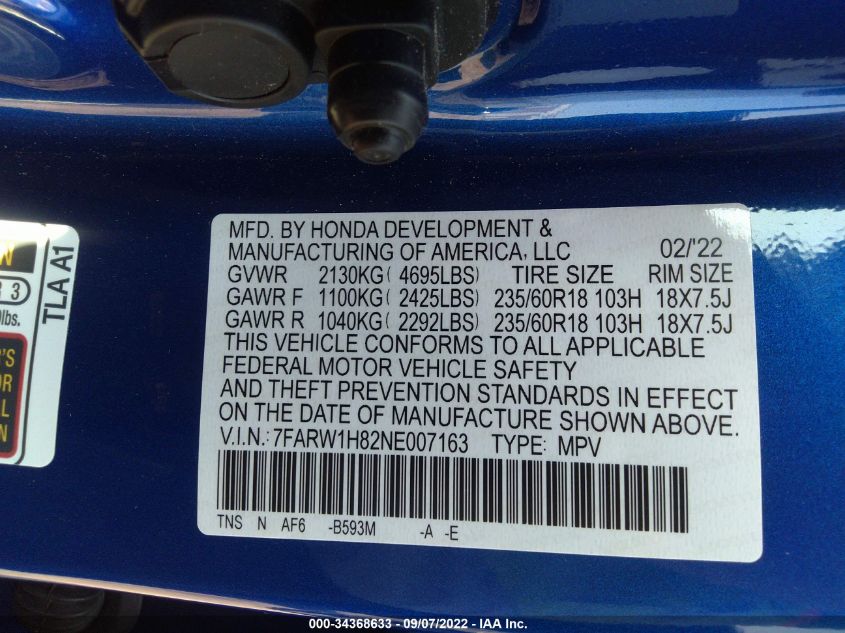 MFD. BY HONDA DEVELOPMENT &
MANUFACTURING OF AMERICA, LLC 02/'22
GVWR 2130KG( 4695LBS) TIRE SIZE RIM SIZE
GAWR F 1100KG( 2425LBS) 235/60R18 103H 18X7.5J
GAWR R 1040KG( 2292LBS) 235/60R18 103H 18X7.5J
THIS VEHICLE CONFORMS TO ALL APPLICABLE
FEDERAL MOTOR VEHICLE SAFETY
AND THEFT PREVENTION STANDARDS IN EFFECT
ON THE DATE OF MANUFACTURE SHOWN ABOVE.
V.I.N.: 7FARW1H82NE007163 TYPE: MPV
TNS N AF6 -B593M -A -E
TLA A1
3
lbs.
000-34368633 - 09/07/2022 - IAA Inc.